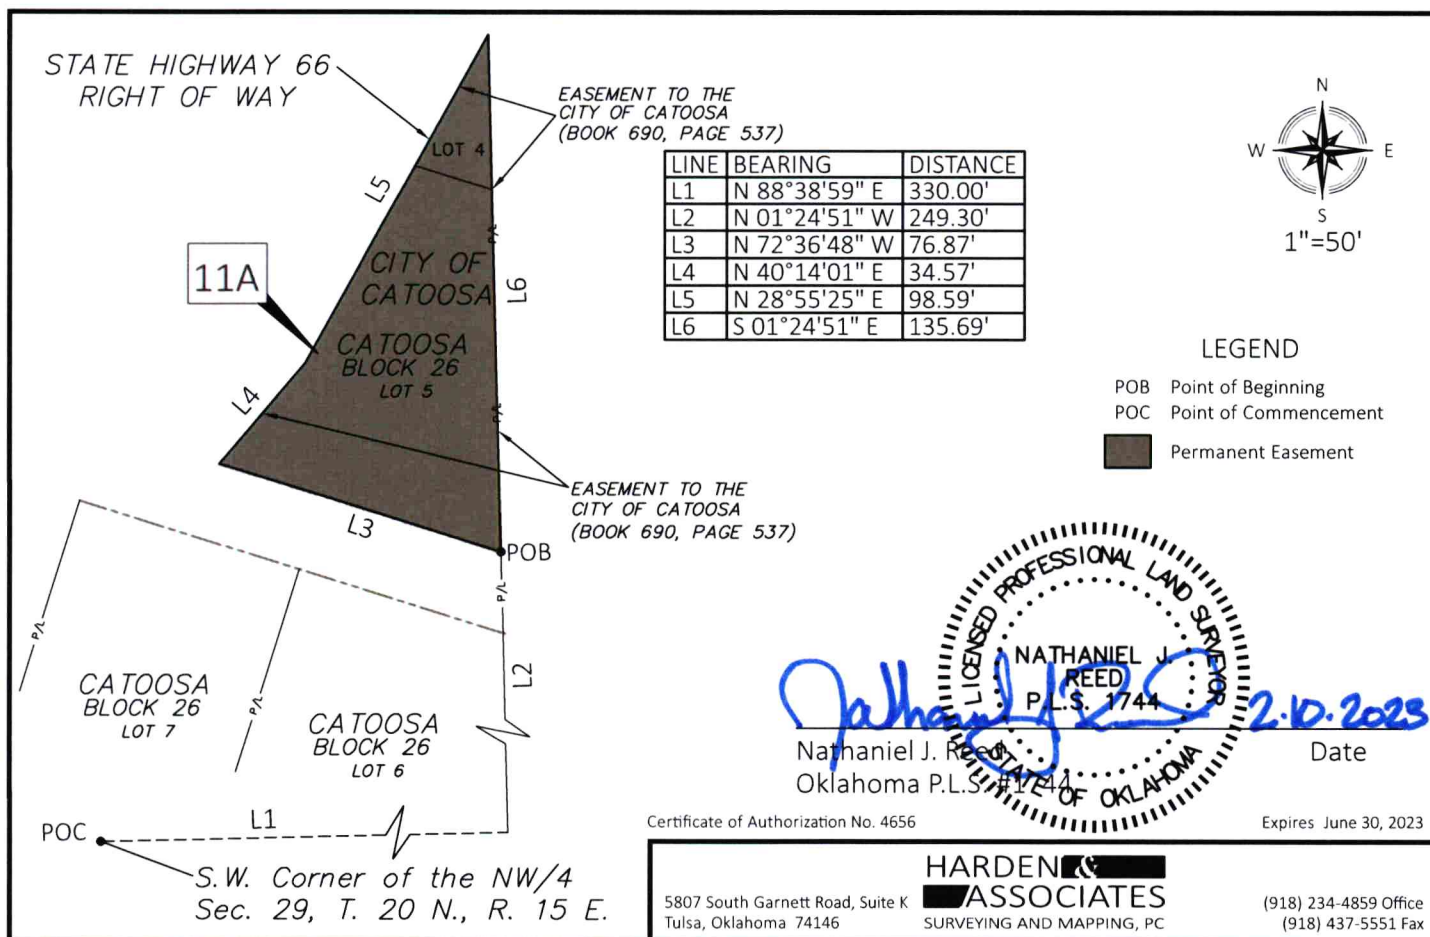 STATE HIGHWAY 66
RIGHT OF WAY
EASEMENT TO THE
CITY OF CATOOSA
(BOOK 690, PAGE 537)
LOT 4
L5
11A
CITY OF
CATOOSA
P/L
L6
CATOOSA
BLOCK 26
LOT 5
P/L
L4
L3
EASEMENT TO THE
CITY OF CATOOSA
(BOOK 690, PAGE 537)
POB
P/L
P/L
P/L
L2
CATOOSA
BLOCK 26
LOT 7
CATOOSA
BLOCK 26
LOT 6
POC
L1
S.W. Corner of the NW/4
Sec. 29, T. 20 N., R. 15 E.
LINE BEARING DISTANCE
L1 N 88°38'59" E 330.00'
L2 N 01°24'51" W 249.30'
L3 N 72°36'48" W 76.87'
L4 N 40°14'01" E 34.57'
L5 N 28°55'25" E 98.59'
L6 S 01°24'51" E 135.69'
N
W E
S
1"=50'
LEGEND
POB Point of Beginning
POC Point of Commencement
Permanent Easement
LICENSED PROFESSIONAL LAND SURVEYOR
NATHANIEL J.
REED
P.L.S. 1744
STATE OF OKLAHOMA
Nathaniel J Reed 2.10.2023
Nathaniel J. Reed Date
Oklahoma P.L.S. #1744
Certificate of Authorization No. 4656 Expires June 30, 2023
5807 South Garnett Road, Suite K
Tulsa, Oklahoma 74146
HARDEN &
ASSOCIATES
SURVEYING AND MAPPING, PC
(918) 234-4859 Office
(918) 437-5551 Fax